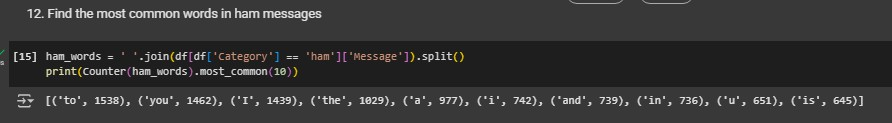 12. Find the most common words in ham messages
[15] ham_words = ' '.join(df[df['Category'] == 'ham']['Message']).split()
print(Counter(ham_words).most_common(10))
[('to', 1538), ('you', 1462), ('I', 1439), ('the', 1029), ('a', 977), ('i', 742), ('and', 739), ('in', 736), ('u', 651), ('is', 645)]